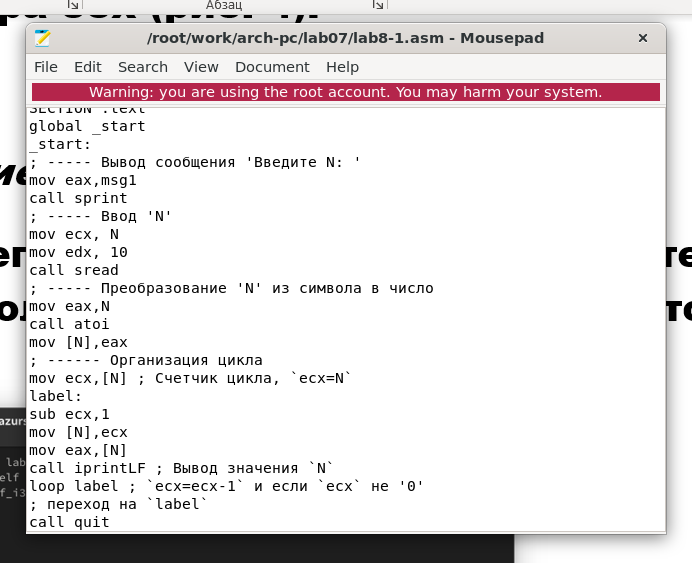 Абзац
/root/work/arch-pc/lab07/lab8-1.asm - Mousepad
File Edit Search View Document Help
Warning: you are using the root account. You may harm your system.
SECTION .text
global _start
_start:
; ----- Вывод сообщения 'Введите N: '
mov eax,msg1
call sprint
; ----- Ввод 'N'
mov ecx, N
mov edx, 10
call sread
; ----- Преобразование 'N' из символа в число
mov eax,N
call atoi
mov [N],eax
; ------ Организация цикла
mov ecx,[N] ; Счетчик цикла, `ecx=N`
label:
sub ecx,1
mov [N],ecx
mov eax,[N]
call iprintLF ; Вывод значения `N`
loop label ; `ecx=ecx-1` и если `ecx` не '0'
; переход на `label`
call quit